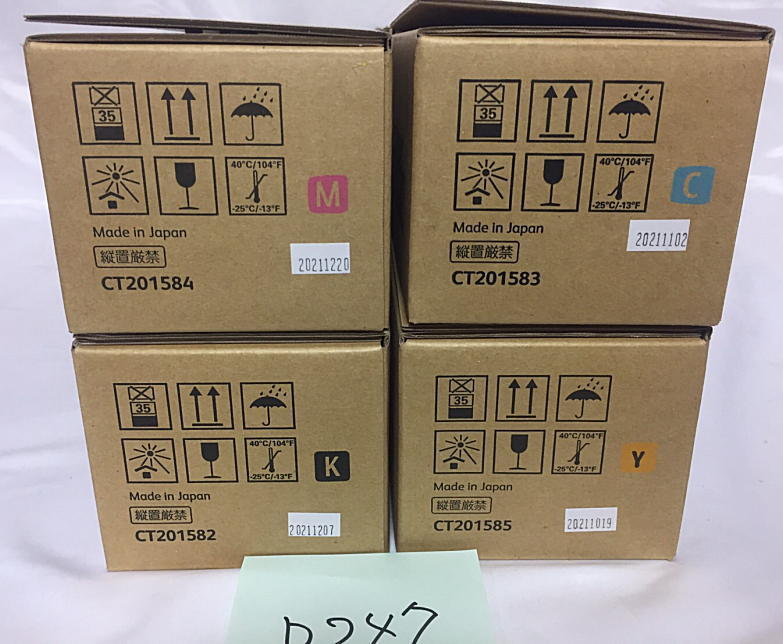 35
40°C/104°F
-25°C/-13°F
M
Made in Japan
縦置厳禁
20211220
CT201584
35
40°C/104°F
-25°C/-13°F
C
Made in Japan
縦置厳禁
20211102
CT201583
35
40°C/104°F
-25°C/-13°F
K
Made in Japan
縦置厳禁
20211207
CT201582
35
40°C/104°F
-25°C/-13°F
Y
Made in Japan
縦置厳禁
20211019
CT201585